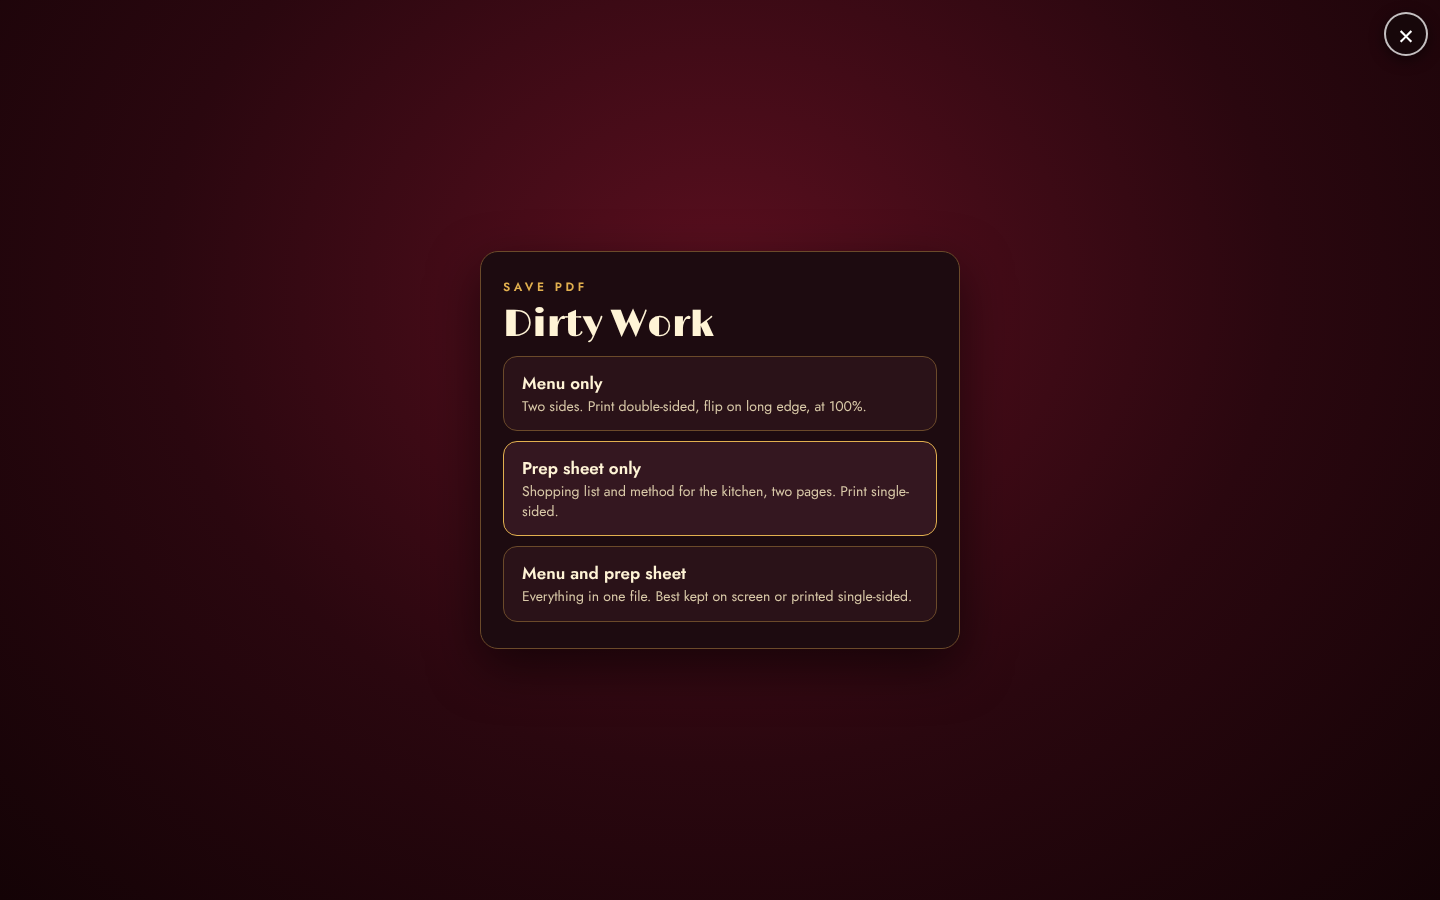 SAVE PDF
Dirty Work
Menu only
Two sides. Print double-sided, flip on long edge, at 100%.
Prep sheet only
Shopping list and method for the kitchen, two pages. Print single-
sided.
Menu and prep sheet
Everything in one file. Best kept on screen or printed single-sided.